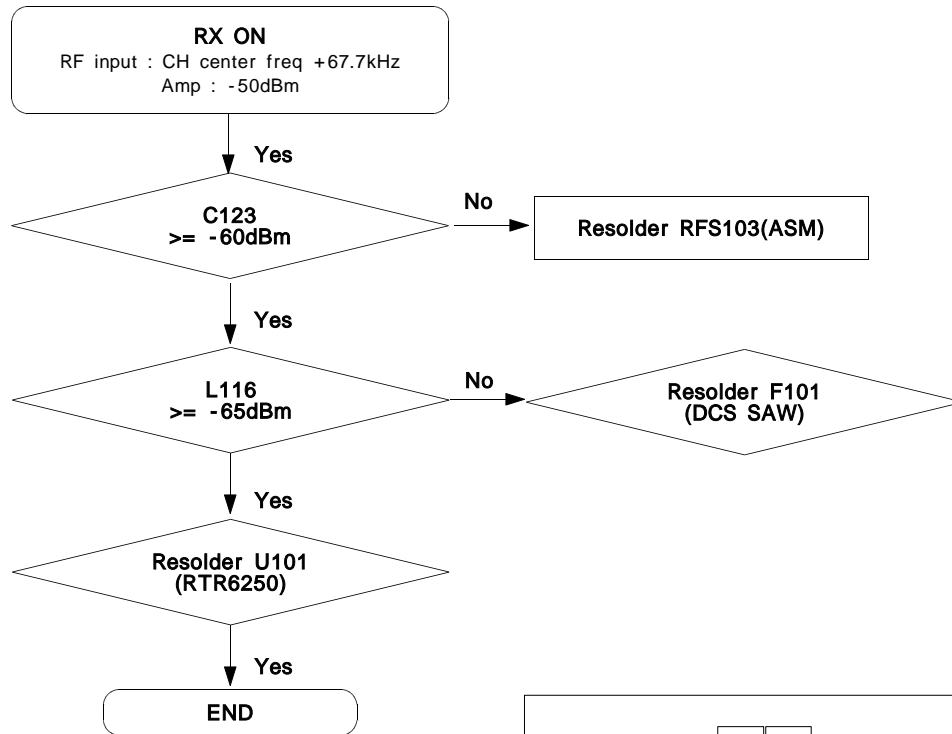 RX ON
RF input : CH center freq +67.7kHz
Amp : -50dBm
Yes
C123
>= -60dBm
No
Resolder RFS103(ASM)
Yes
L116
>= -65dBm
No
Resolder F101
(DCS SAW)
Yes
Resolder U101
(RTR6250)
Yes
END